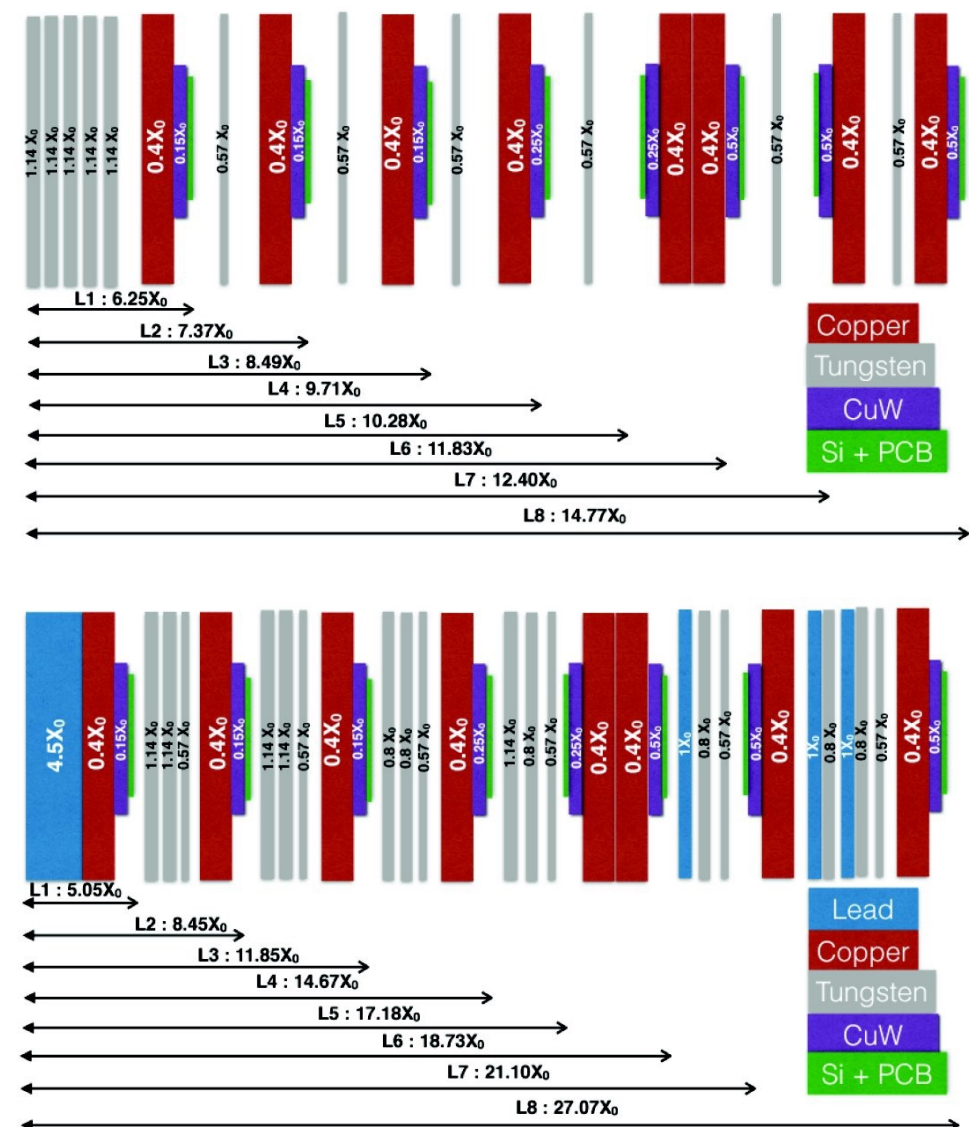 1.14 X₀
1.14 X₀
1.14 X₀
1.14 X₀
1.14 X₀
0.4X₀
0.15X₀
0.57 X₀
0.4X₀
0.15X₀
0.57 X₀
0.4X₀
0.15X₀
0.57 X₀
0.4X₀
0.25X₀
0.57 X₀
0.25X₀
0.4X₀
0.4X₀
0.5X₀
0.57 X₀
0.5X₀
0.4X₀
0.57 X₀
0.4X₀
0.5X₀
L1 : 6.25X₀
L2 : 7.37X₀
L3 : 8.49X₀
L4 : 9.71X₀
L5 : 10.28X₀
L6 : 11.83X₀
L7 : 12.40X₀
L8 : 14.77X₀
Copper
Tungsten
CuW
Si + PCB
4.5X₀
0.4X₀
0.15X₀
1.14 X₀
1.14 X₀
0.57 X₀
0.4X₀
0.15X₀
1.14 X₀
1.14 X₀
0.57 X₀
0.4X₀
0.15X₀
0.8 X₀
0.8 X₀
0.57 X₀
0.4X₀
0.25X₀
1.14 X₀
0.8 X₀
0.57 X₀
0.25X₀
0.4X₀
0.4X₀
0.5X₀
1X₀
0.8 X₀
0.57 X₀
0.5X₀
0.4X₀
1X₀
0.8 X₀
1X₀
0.8 X₀
0.57 X₀
0.4X₀
0.5X₀
L1 : 5.05X₀
L2 : 8.45X₀
L3 : 11.85X₀
L4 : 14.67X₀
L5 : 17.18X₀
L6 : 18.73X₀
L7 : 21.10X₀
L8 : 27.07X₀
Lead
Copper
Tungsten
CuW
Si + PCB